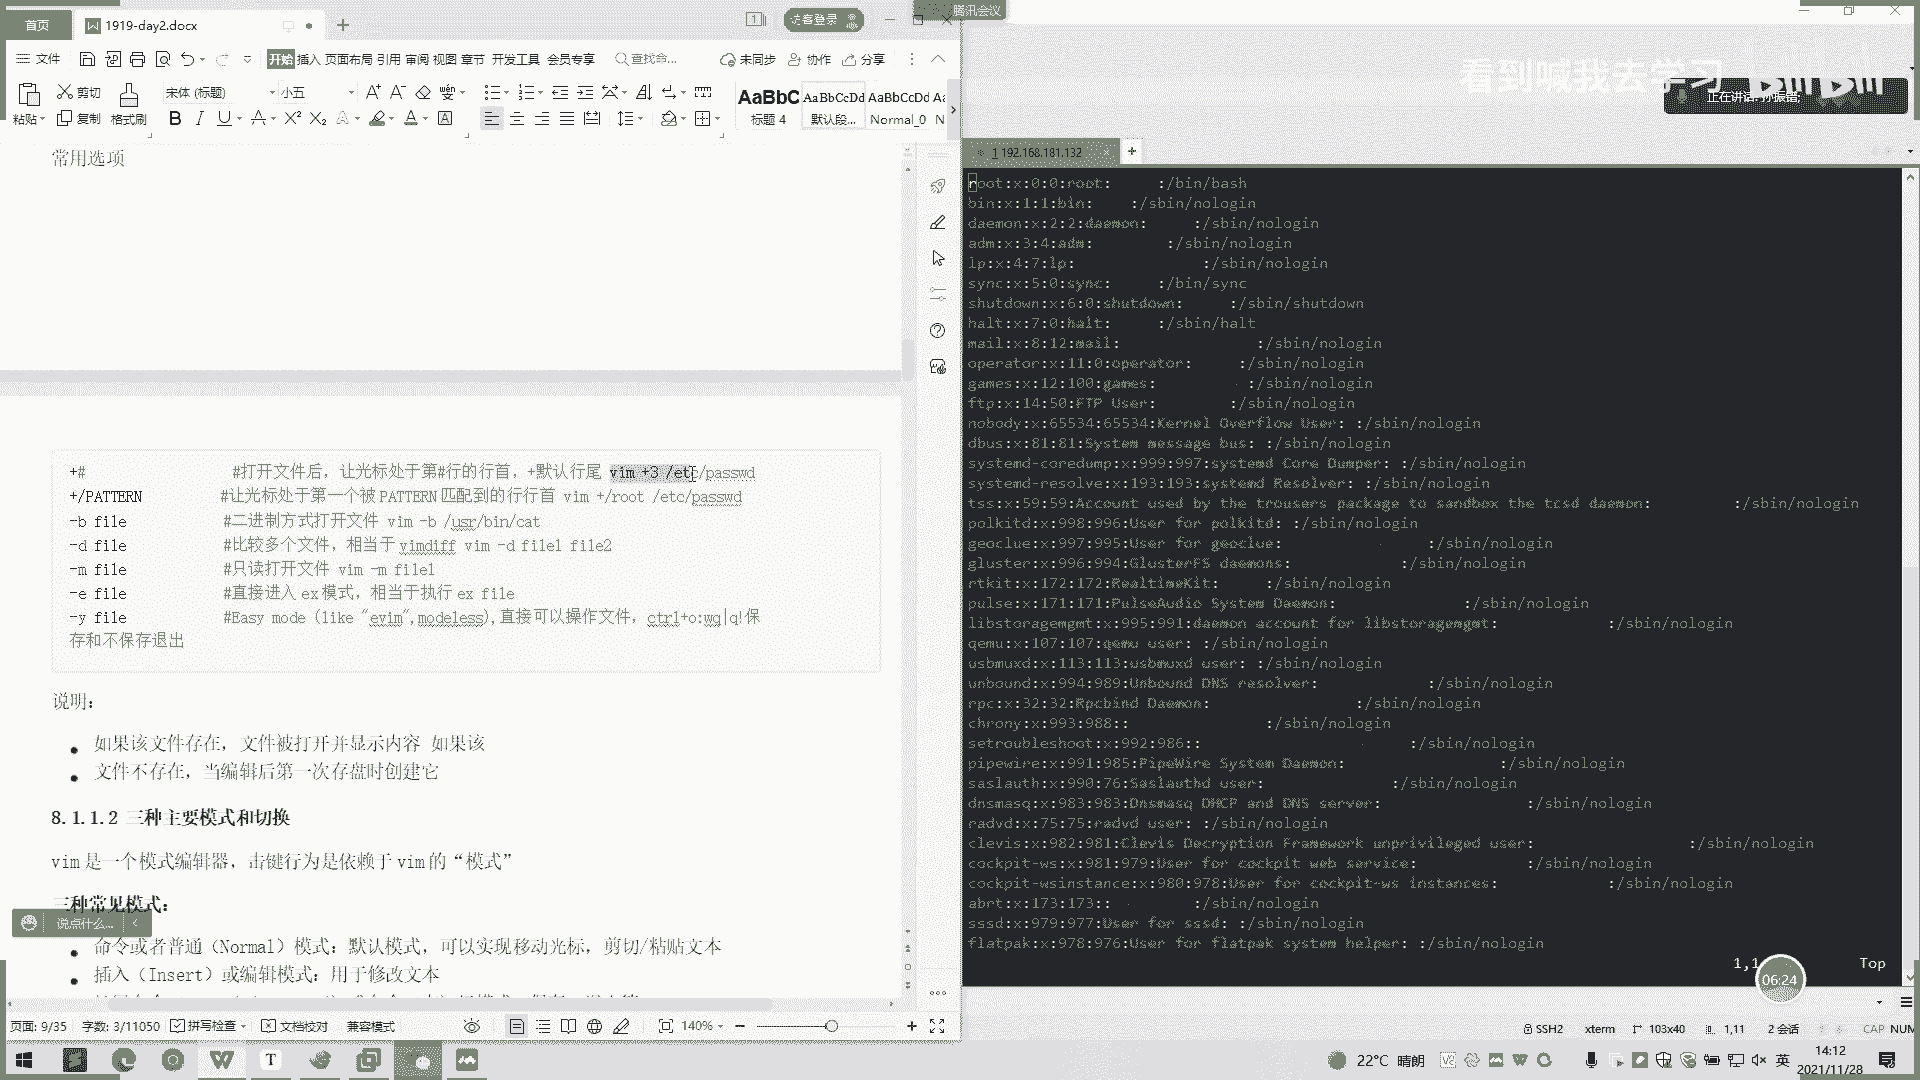 首页
1919-day2.docx
访客登录
腾讯会议
文件
开始 插入 页面布局 引用 审阅 视图 章节 开发工具 会员专享
查找命...
未同步
协作
分享
粘贴
剪切
复制
格式刷
宋体 (标题)
小五
AaBbC
AaBbCcDd
AaBbCcDd
标题 4
默认段...
Normal_0
看到喊我去学习
常用选项
+# #打开文件后，让光标处于第#行的行首，+默认行尾 vim +3 /etc/passwd
+/PATTERN #让光标处于第一个被PATTERN匹配到的行行首 vim +/root /etc/passwd
-b file #二进制方式打开文件 vim -b /usr/bin/cat
-d file #比较多个文件，相当于vimdiff vim -d file1 file2
-m file #只读打开文件 vim -m file1
-e file #直接进入ex模式，相当于执行ex file
-y file #Easy mode (like "evim",modeless),直接可以操作文件，ctrl+o:wq|q!保
存和不保存退出
说明：
如果该文件存在，文件被打开并显示内容 如果该
文件不存在，当编辑后第一次存盘时创建它
8.1.1.2 三种主要模式和切换
vim是一个模式编辑器，击键行为是依赖于vim的“模式”
三种常见模式：
说点什么...
命令或者普通（Normal）模式：默认模式，可以实现移动光标，剪切/粘贴文本
插入（Insert）或编辑模式：用于修改文本
页面: 9/35
字数: 3/11050
拼写检查
文档校对
兼容模式
140%
1 192.168.181.132
root:x:0:0:root: :/bin/bash
bin:x:1:1:bin: :/sbin/nologin
daemon:x:2:2:daemon: :/sbin/nologin
adm:x:3:4:adm: :/sbin/nologin
lp:x:4:7:lp: :/sbin/nologin
sync:x:5:0:sync: :/bin/sync
shutdown:x:6:0:shutdown: :/sbin/shutdown
halt:x:7:0:halt: :/sbin/halt
mail:x:8:12:mail: :/sbin/nologin
operator:x:11:0:operator: :/sbin/nologin
games:x:12:100:games: :/sbin/nologin
ftp:x:14:50:FTP User: :/sbin/nologin
nobody:x:65534:65534:Kernel Overflow User: :/sbin/nologin
dbus:x:81:81:System message bus: :/sbin/nologin
systemd-coredump:x:999:997:systemd Core Dumper: :/sbin/nologin
systemd-resolve:x:193:193:systemd Resolver: :/sbin/nologin
tss:x:59:59:Account used by the trousers package to sandbox the tcsd daemon: :/sbin/nologin
polkitd:x:998:996:User for polkitd: :/sbin/nologin
geoclue:x:997:995:User for geoclue: :/sbin/nologin
gluster:x:996:994:GlusterFS daemons: :/sbin/nologin
rtkit:x:172:172:RealtimeKit: :/sbin/nologin
pulse:x:171:171:PulseAudio System Daemon: :/sbin/nologin
libstoragemgmt:x:995:991:daemon account for libstoragemgmt: :/sbin/nologin
qemu:x:107:107:qemu user: :/sbin/nologin
usbmuxd:x:113:113:usbmuxd user: :/sbin/nologin
unbound:x:994:989:Unbound DNS resolver: :/sbin/nologin
rpc:x:32:32:Rpcbind Daemon: :/sbin/nologin
chrony:x:993:988:: :/sbin/nologin
setroubleshoot:x:992:986:: :/sbin/nologin
pipewire:x:991:985:PipeWire System Daemon: :/sbin/nologin
saslauth:x:990:76:Saslauthd user: :/sbin/nologin
dnsmasq:x:983:983:Dnsmasq DHCP and DNS server: :/sbin/nologin
radvd:x:75:75:radvd user: :/sbin/nologin
clevis:x:982:981:Clevis Decryption Framework unprivileged user: :/sbin/nologin
cockpit-ws:x:981:979:User for cockpit web service: :/sbin/nologin
cockpit-wsinstance:x:980:978:User for cockpit-ws instances: :/sbin/nologin
abrt:x:173:173:: :/sbin/nologin
sssd:x:979:977:User for sssd: :/sbin/nologin
flatpak:x:978:976:User for flatpak system helper: :/sbin/nologin
1,1 Top
06:24
SSH2
xterm
103x40
1,11
2 会话
CAP NUM
22°C 晴朗
英
14:12
2021/11/28